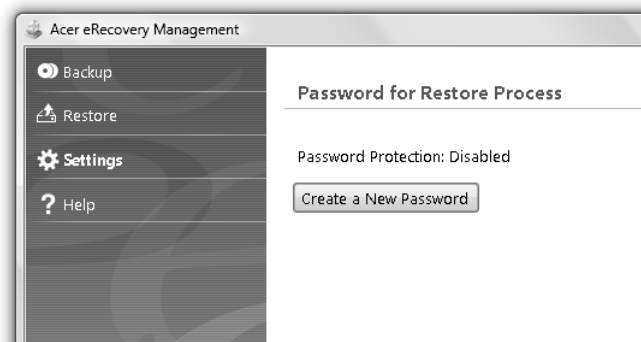 Acer eRecovery Management
Backup
Restore
Settings
Help
Password for Restore Process
Password Protection: Disabled
Create a New Password